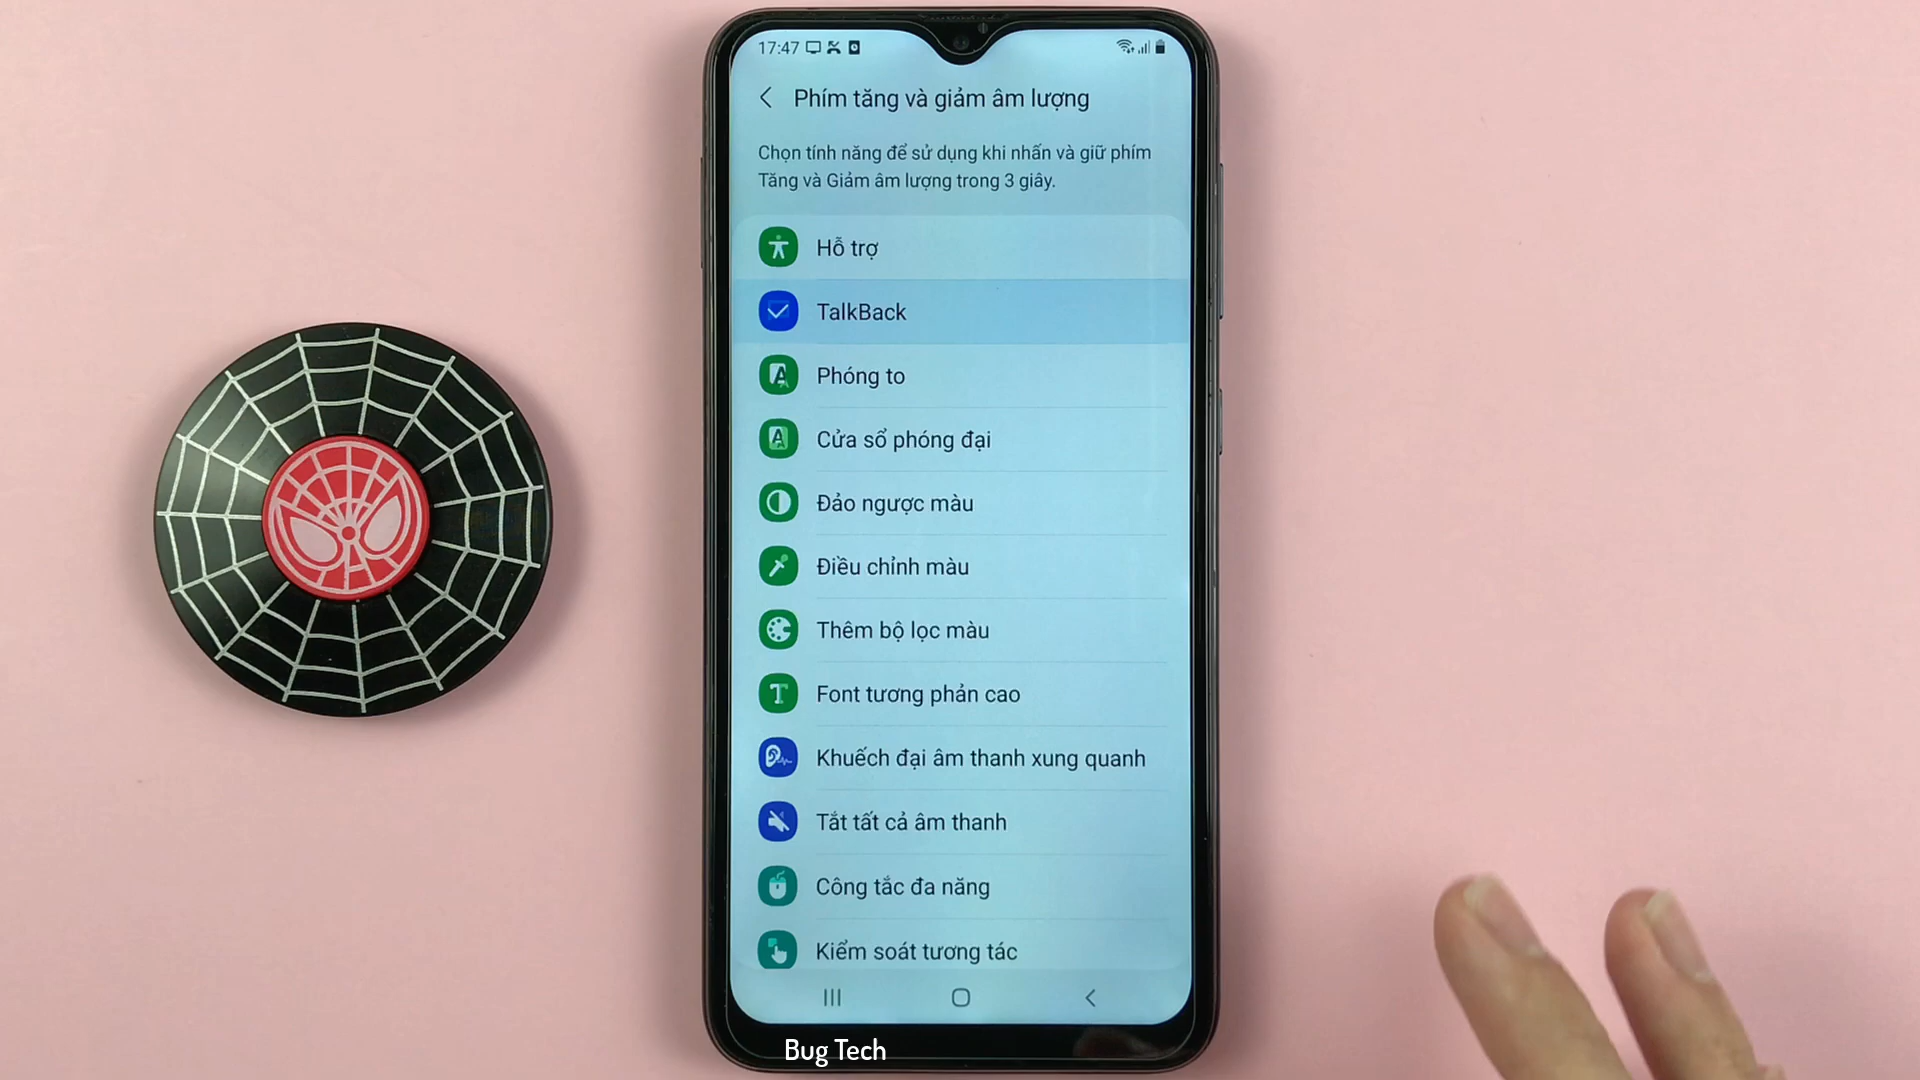 17:47
Phím tăng và giảm âm lượng
Chọn tính năng để sử dụng khi nhấn và giữ phím
Tăng và Giảm âm lượng trong 3 giây.
Hỗ trợ
TalkBack
Phóng to
Cửa sổ phóng đại
Đảo ngược màu
Điều chỉnh màu
Thêm bộ lọc màu
Font tương phản cao
Khuếch đại âm thanh xung quanh
Tắt tất cả âm thanh
Công tắc đa năng
Kiểm soát tương tác
Bug Tech